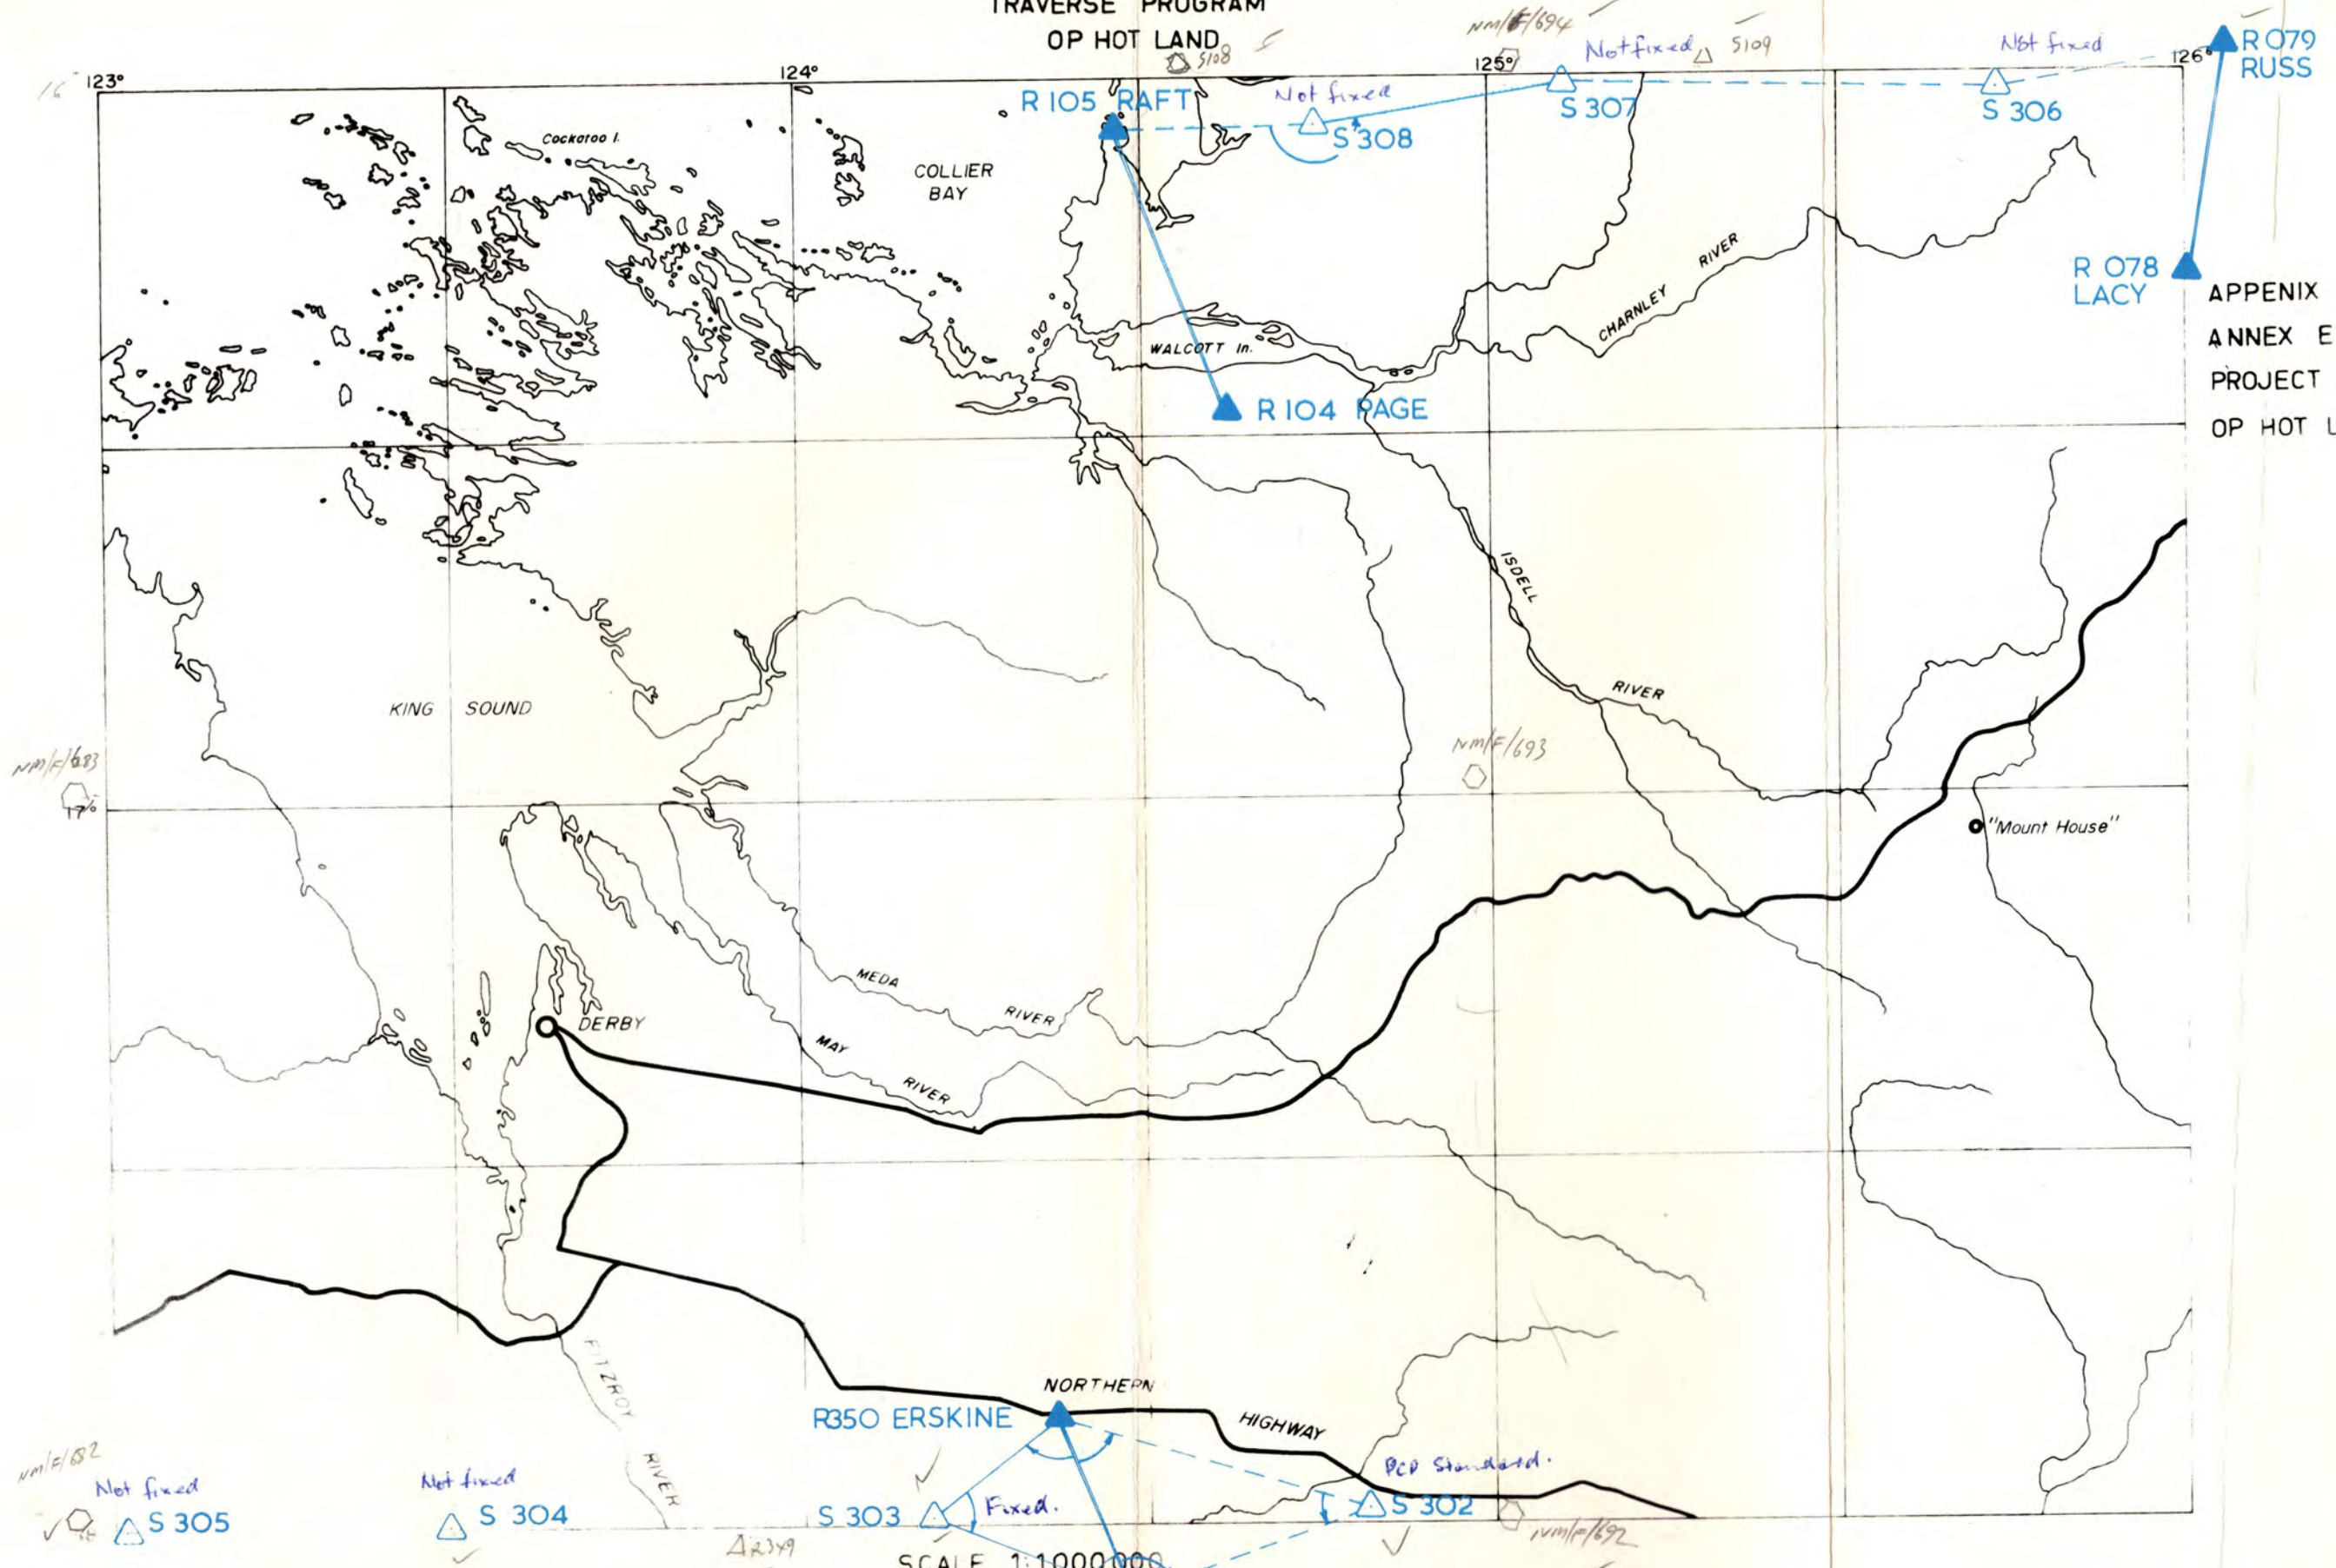 TRAVERSE PROGRAM
OP HOT LAND
S108
NM/F/694
Not fixed
S109
Not fixed
R 079
RUSS
16°
123°
124°
125°
126°
R 105 RAFT
Not fixed
S 308
S 307
S 306
Cockatoo I.
COLLIER
BAY
CHARNLEY RIVER
R 078
LACY
APPENIX
ANNEX E
PROJECT
OP HOT L
WALCOTT In.
R 104 PAGE
ISDELL
RIVER
KING SOUND
NM/F/693
NM/F/683
17°
"Mount House"
MEDA
RIVER
DERBY
MAY
RIVER
FITZROY
RIVER
NORTHERN
HIGHWAY
R350 ERSKINE
PCP Standard.
NM/F/682
Not fixed
S 305
Not fixed
S 304
S 303
Fixed.
S 302
NM/F/692
R349
SCALE 1:1000000